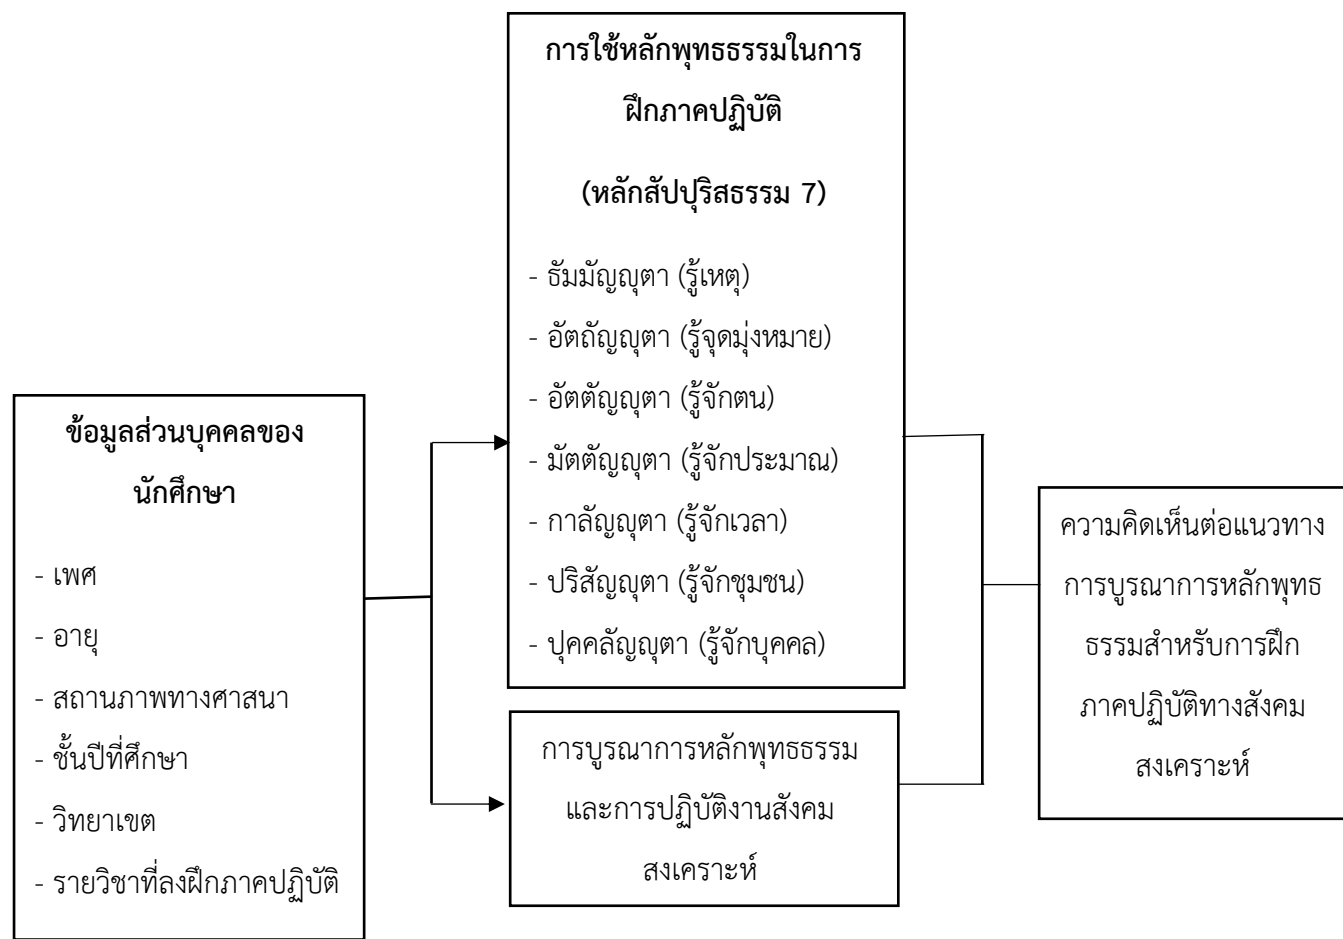 การใช้หลักพุทธธรรมในการ
ฝึกภาคปฏิบัติ
(หลักสัปปุริสธรรม 7)
- ธัมมัญญุตา (รู้เหตุ)
- อัตถัญญุตา (รู้จุดมุ่งหมาย)
- อัตตัญญุตา (รู้จักตน)
- มัตตัญญุตา (รู้จักประมาณ)
- กาลัญญุตา (รู้จักเวลา)
- ปริสัญญุตา (รู้จักชุมชน)
- ปุคคลัญญุตา (รู้จักบุคคล)
ข้อมูลส่วนบุคคลของ
นักศึกษา
- เพศ
- อายุ
- สถานภาพทางศาสนา
- ชั้นปีที่ศึกษา
- วิทยาเขต
- รายวิชาที่ลงฝึกภาคปฏิบัติ
การบูรณาการหลักพุทธธรรม
และการปฏิบัติงานสังคม
สงเคราะห์
ความคิดเห็นต่อแนวทาง
การบูรณาการหลักพุทธ
ธรรมสำหรับการฝึก
ภาคปฏิบัติทางสังคม
สงเคราะห์